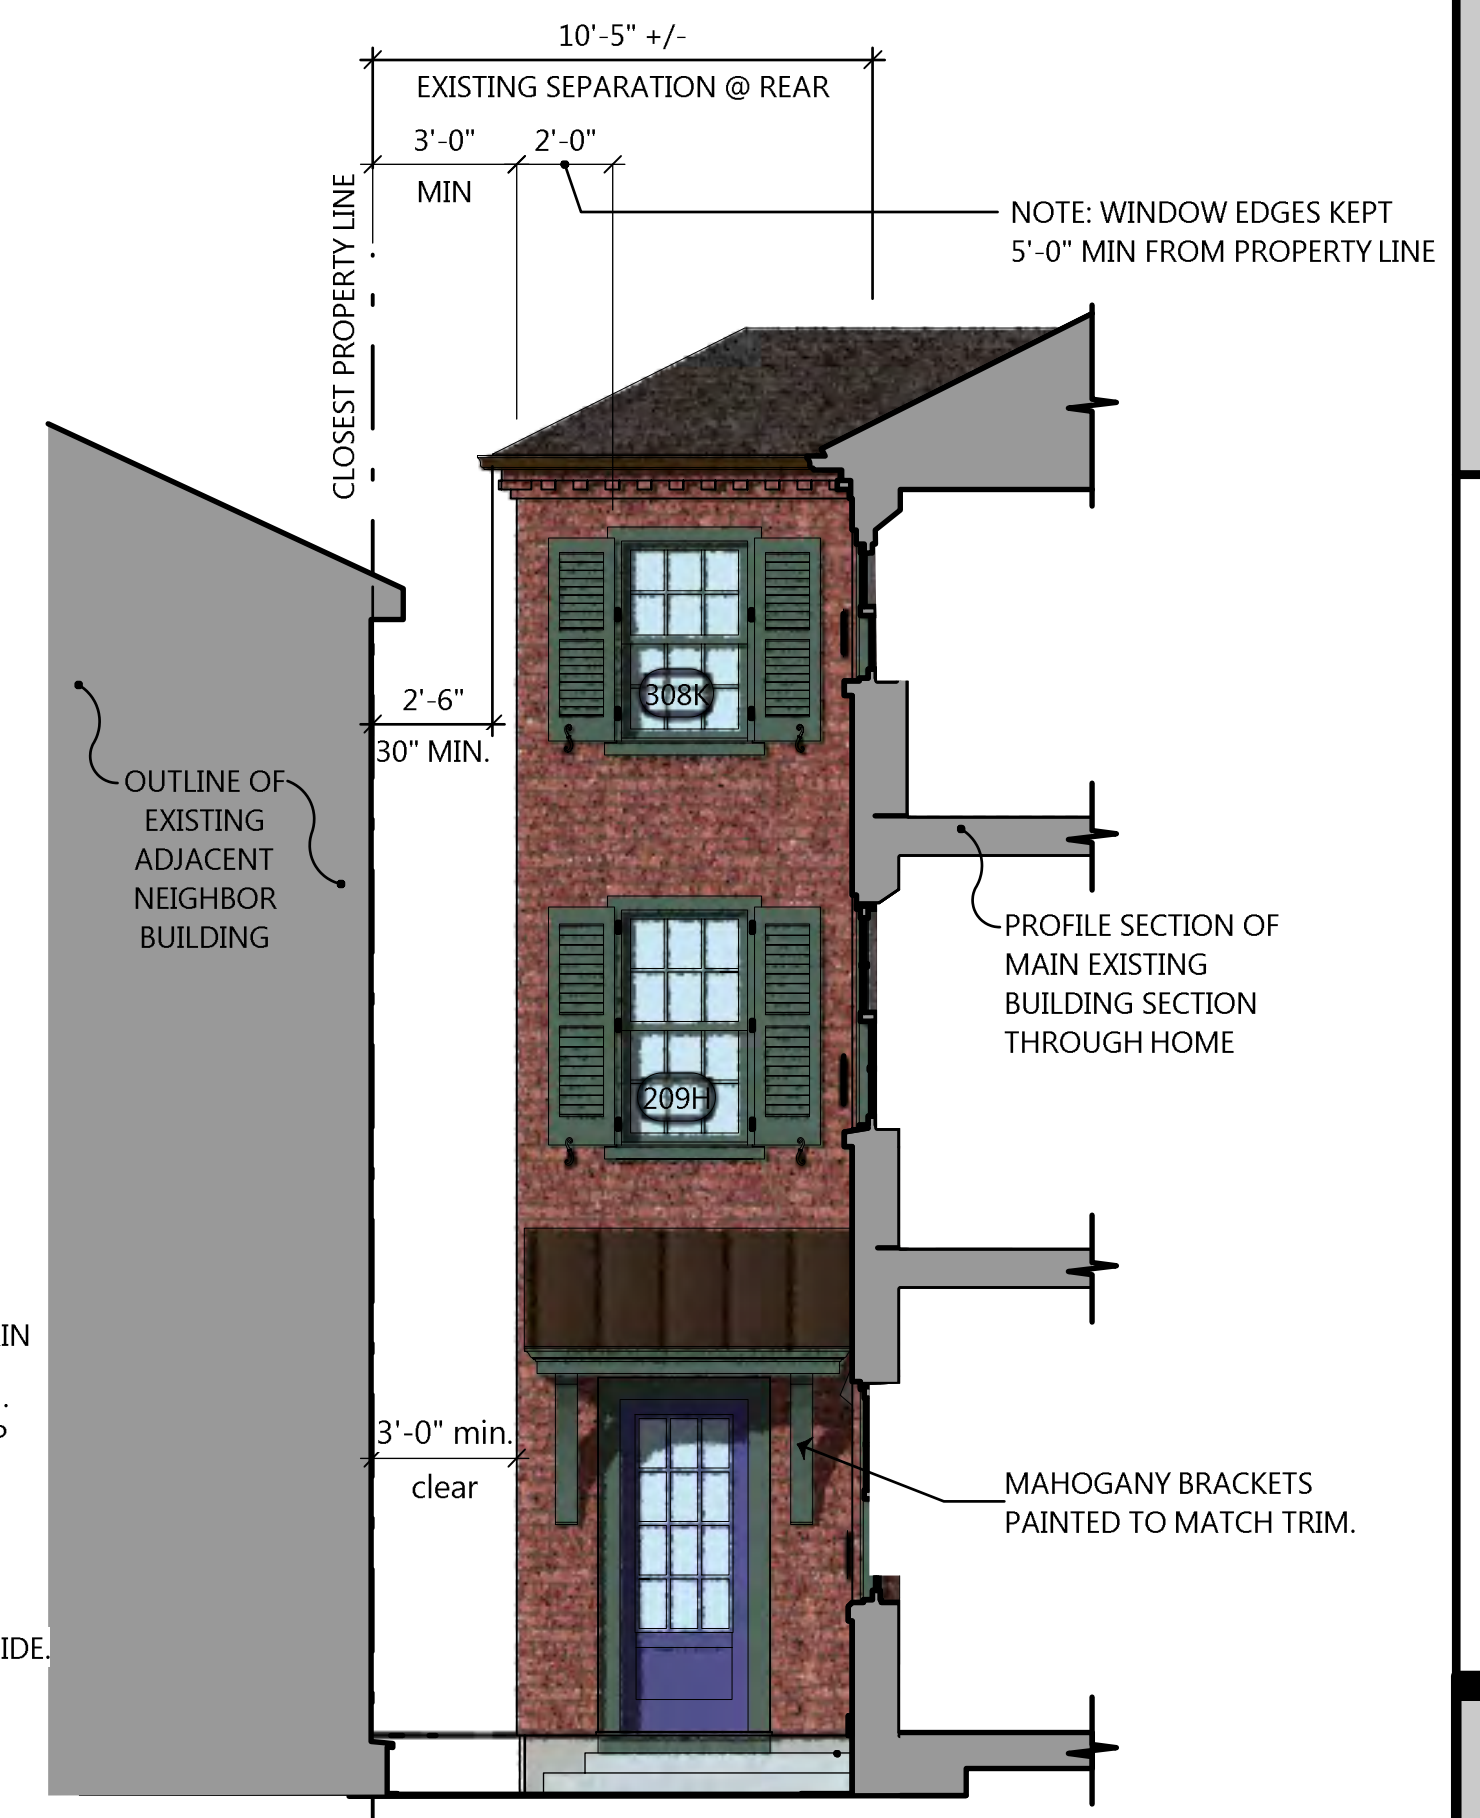 10'-5" +/-
EXISTING SEPARATION @ REAR
3'-0"
MIN
2'-0"
NOTE: WINDOW EDGES KEPT
5'-0" MIN FROM PROPERTY LINE
CLOSEST PROPERTY LINE
308K
2'-6"
30" MIN.
OUTLINE OF
EXISTING
ADJACENT
NEIGHBOR
BUILDING
PROFILE SECTION OF
MAIN EXISTING
BUILDING SECTION
THROUGH HOME
209H
3'-0" min.
clear
MAHOGANY BRACKETS
PAINTED TO MATCH TRIM.